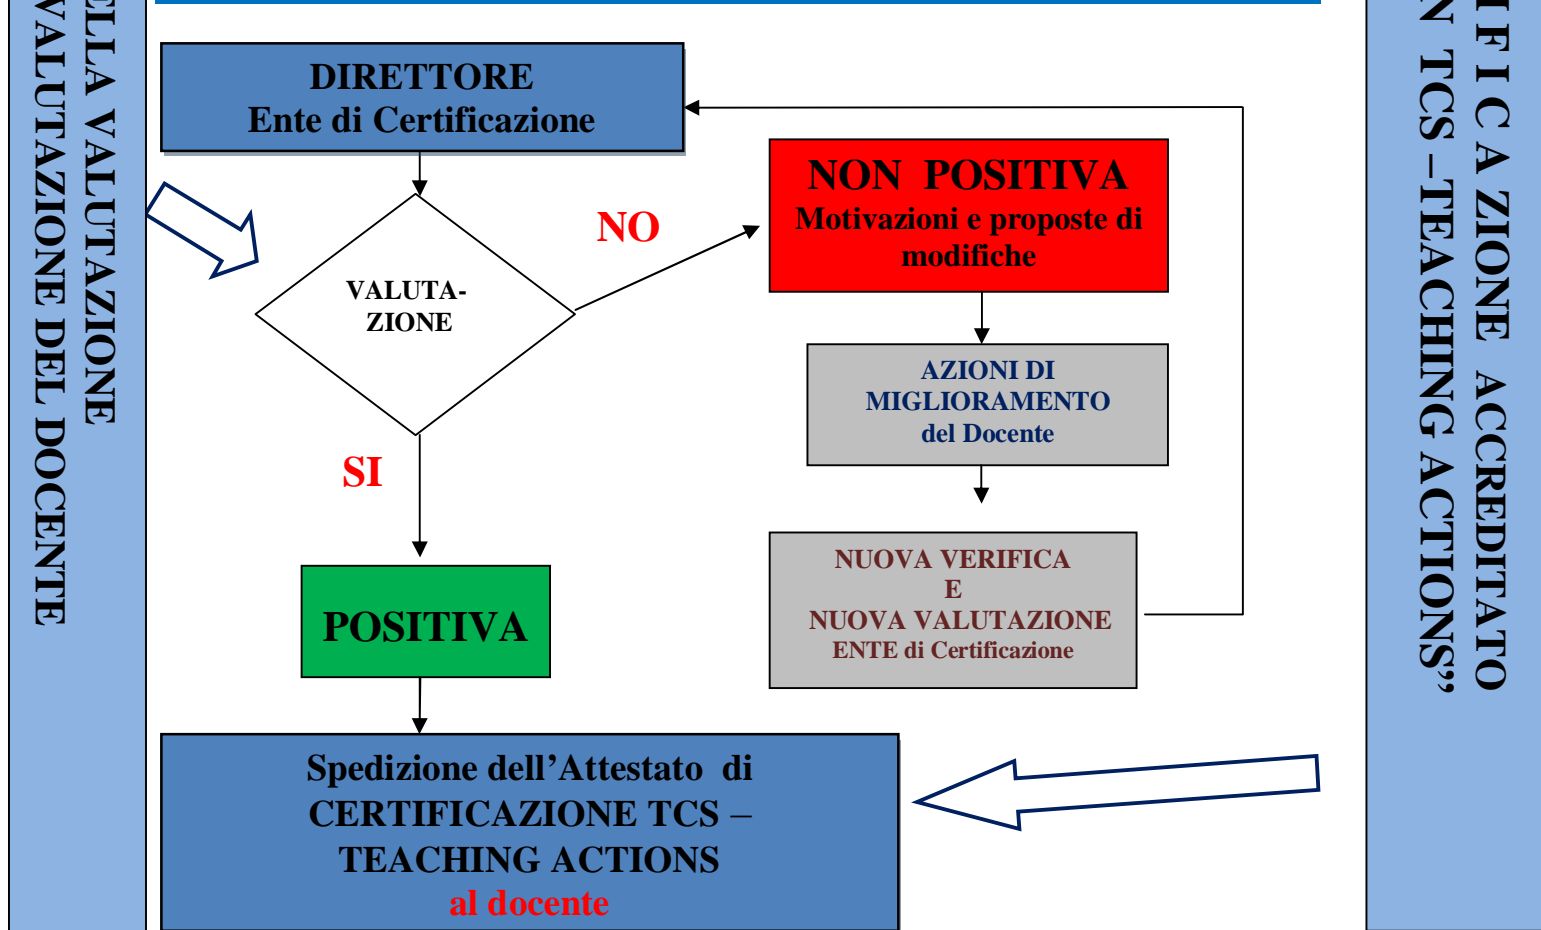 VALUTAZIONE
VALUTAZIONE DEL DOCENTE
DIRETTORE
Ente di Certificazione
NON POSITIVA
Motivazioni e proposte di
modifiche
NO
VALUTA-
ZIONE
AZIONI DI
MIGLIORAMENTO
del Docente
SI
NUOVA VERIFICA
E
NUOVA VALUTAZIONE
ENTE di Certificazione
POSITIVA
Spedizione dell’Attestato di
CERTIFICAZIONE TCS –
TEACHING ACTIONS
al docente
I F I C A ZIONE ACCREDITATO
N TCS –TEACHING ACTIONS”